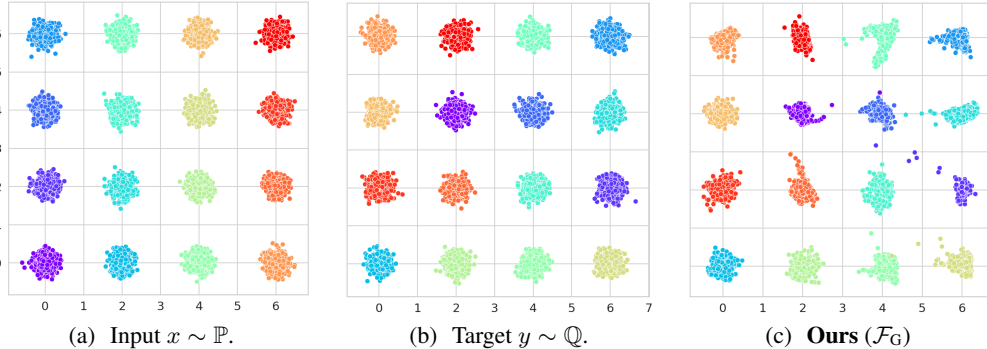 0 1 2 3 4 5 6
0 1 2 3 4 5 6 7
0 1 2 3 4 5 6
(a) Input x ∼ ℙ.
(b) Target y ∼ ℚ.
(c) Ours (ℱ_G)